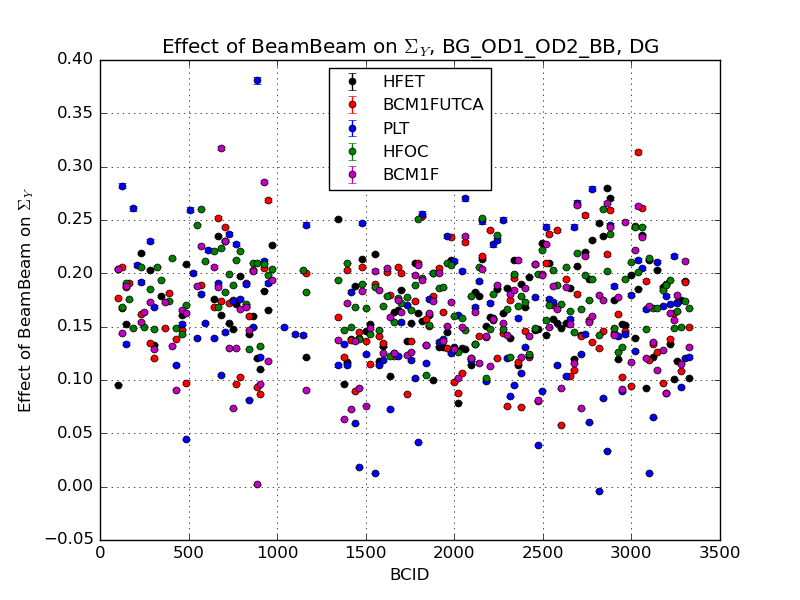 Effect of BeamBeam on Σ_Y, BG_OD1_OD2_BB, DG
HFET
BCM1FUTCA
PLT
HFOC
BCM1F
Effect of BeamBeam on Σ_Y
0.40
0.35
0.30
0.25
0.20
0.15
0.10
0.05
0.00
−0.05
0 500 1000 1500 2000 2500 3000 3500
BCID